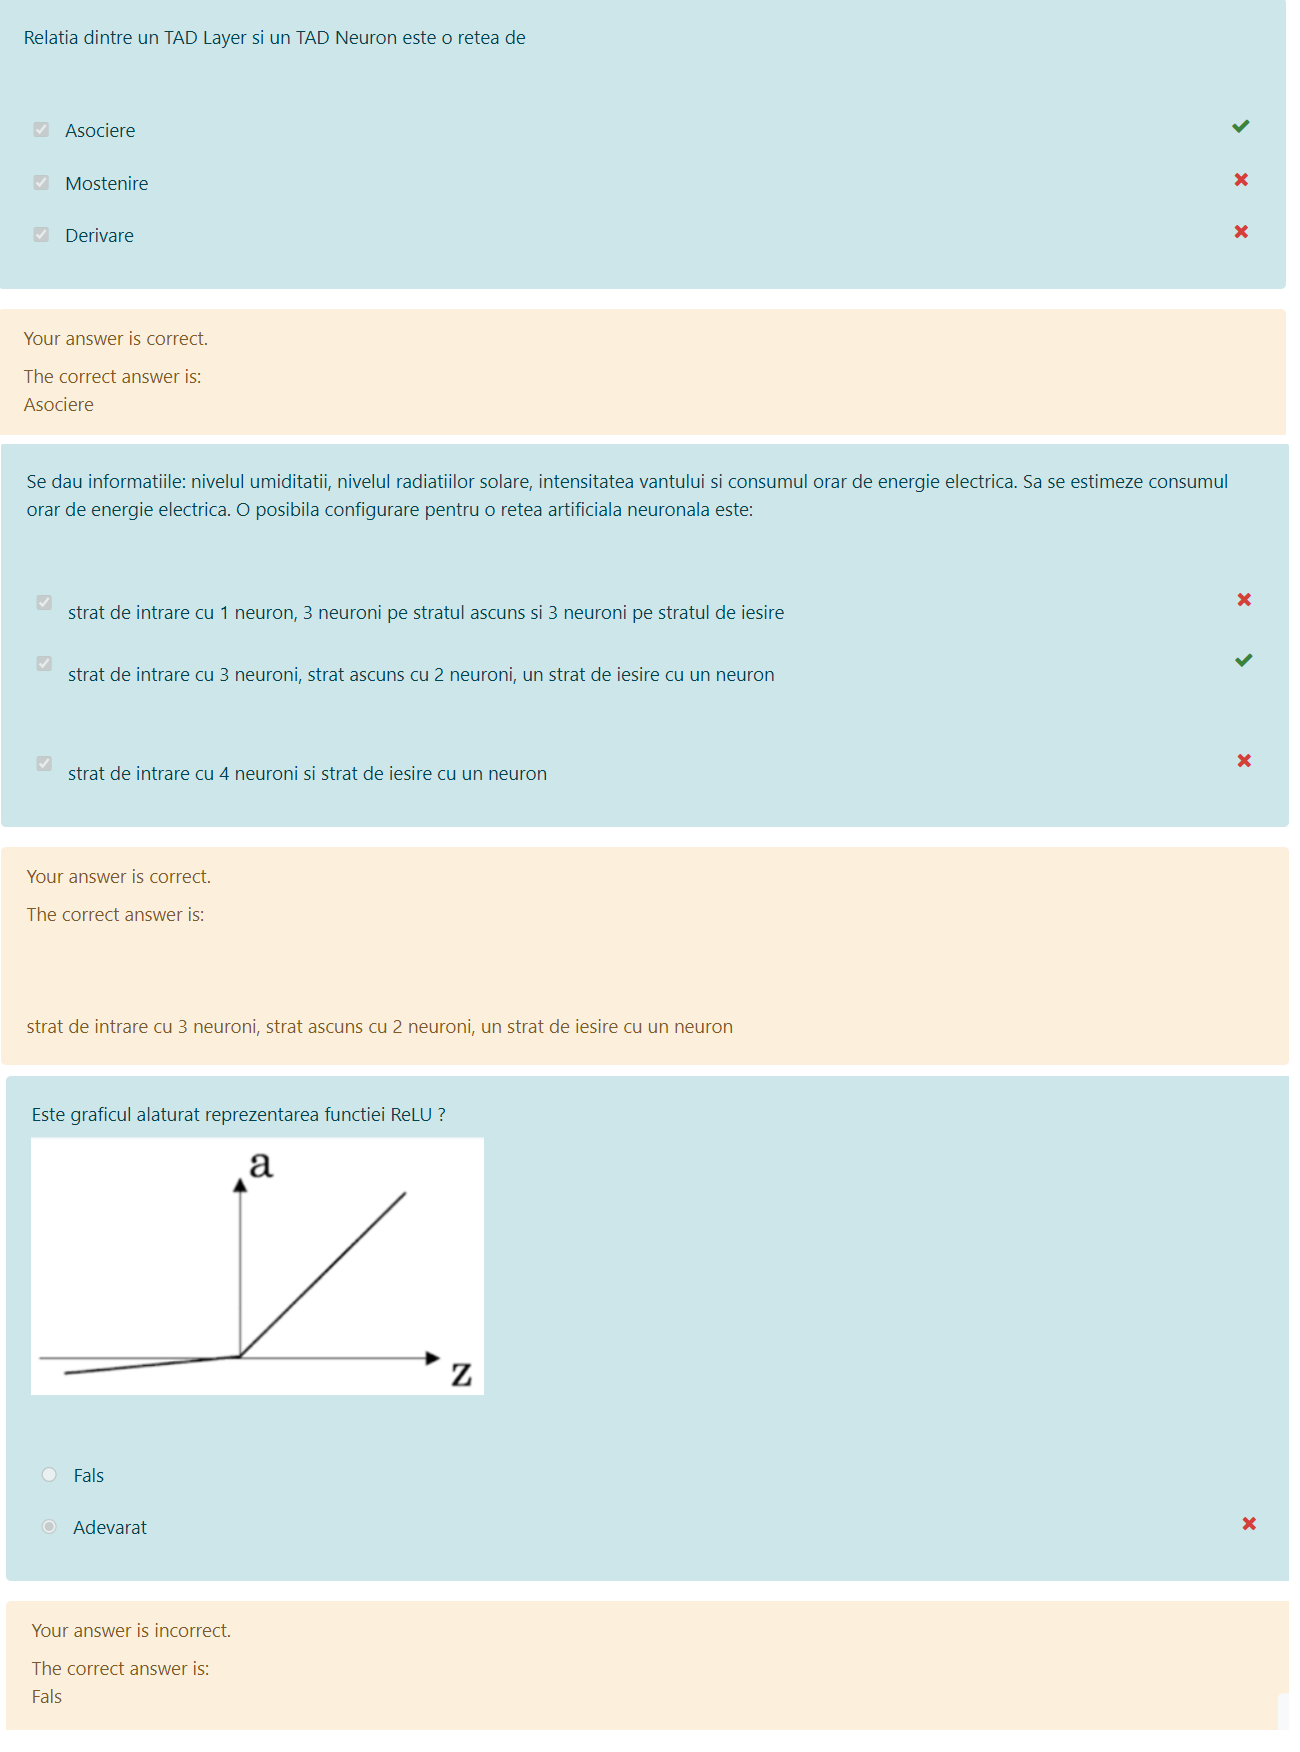 Relatia dintre un TAD Layer si un TAD Neuron este o retea de
Asociere
Mostenire
Derivare
Your answer is correct.
The correct answer is:
Asociere
Se dau informatiile: nivelul umiditatii, nivelul radiatiilor solare, intensitatea vantului si consumul orar de energie electrica. Sa se estimeze consumul
orar de energie electrica. O posibila configurare pentru o retea artificiala neuronala este:
strat de intrare cu 1 neuron, 3 neuroni pe stratul ascuns si 3 neuroni pe stratul de iesire
strat de intrare cu 3 neuroni, strat ascuns cu 2 neuroni, un strat de iesire cu un neuron
strat de intrare cu 4 neuroni si strat de iesire cu un neuron
Your answer is correct.
The correct answer is:
strat de intrare cu 3 neuroni, strat ascuns cu 2 neuroni, un strat de iesire cu un neuron
Este graficul alaturat reprezentarea functiei ReLU ?
a
z
Fals
Adevarat
Your answer is incorrect.
The correct answer is:
Fals